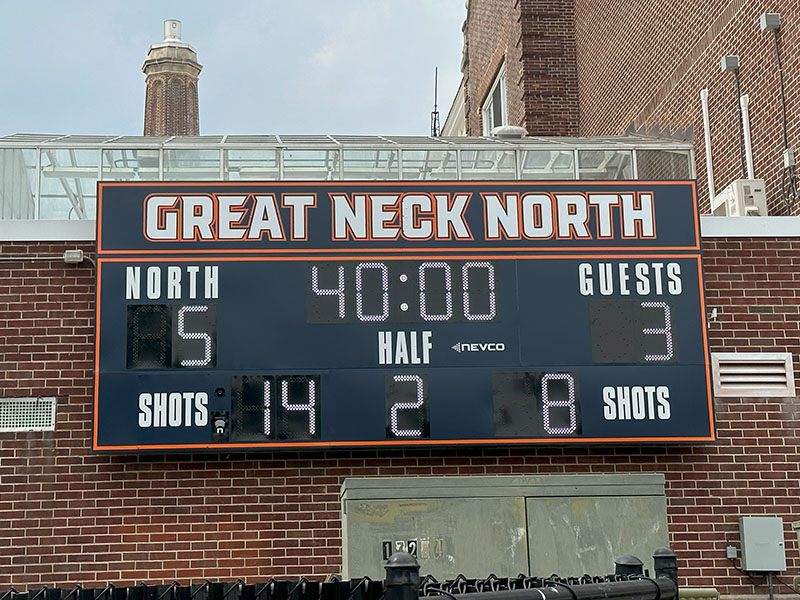 GREAT NECK NORTH
NORTH 40:00 GUESTS
5 3
HALF NEVCO
SHOTS 14 2 8 SHOTS